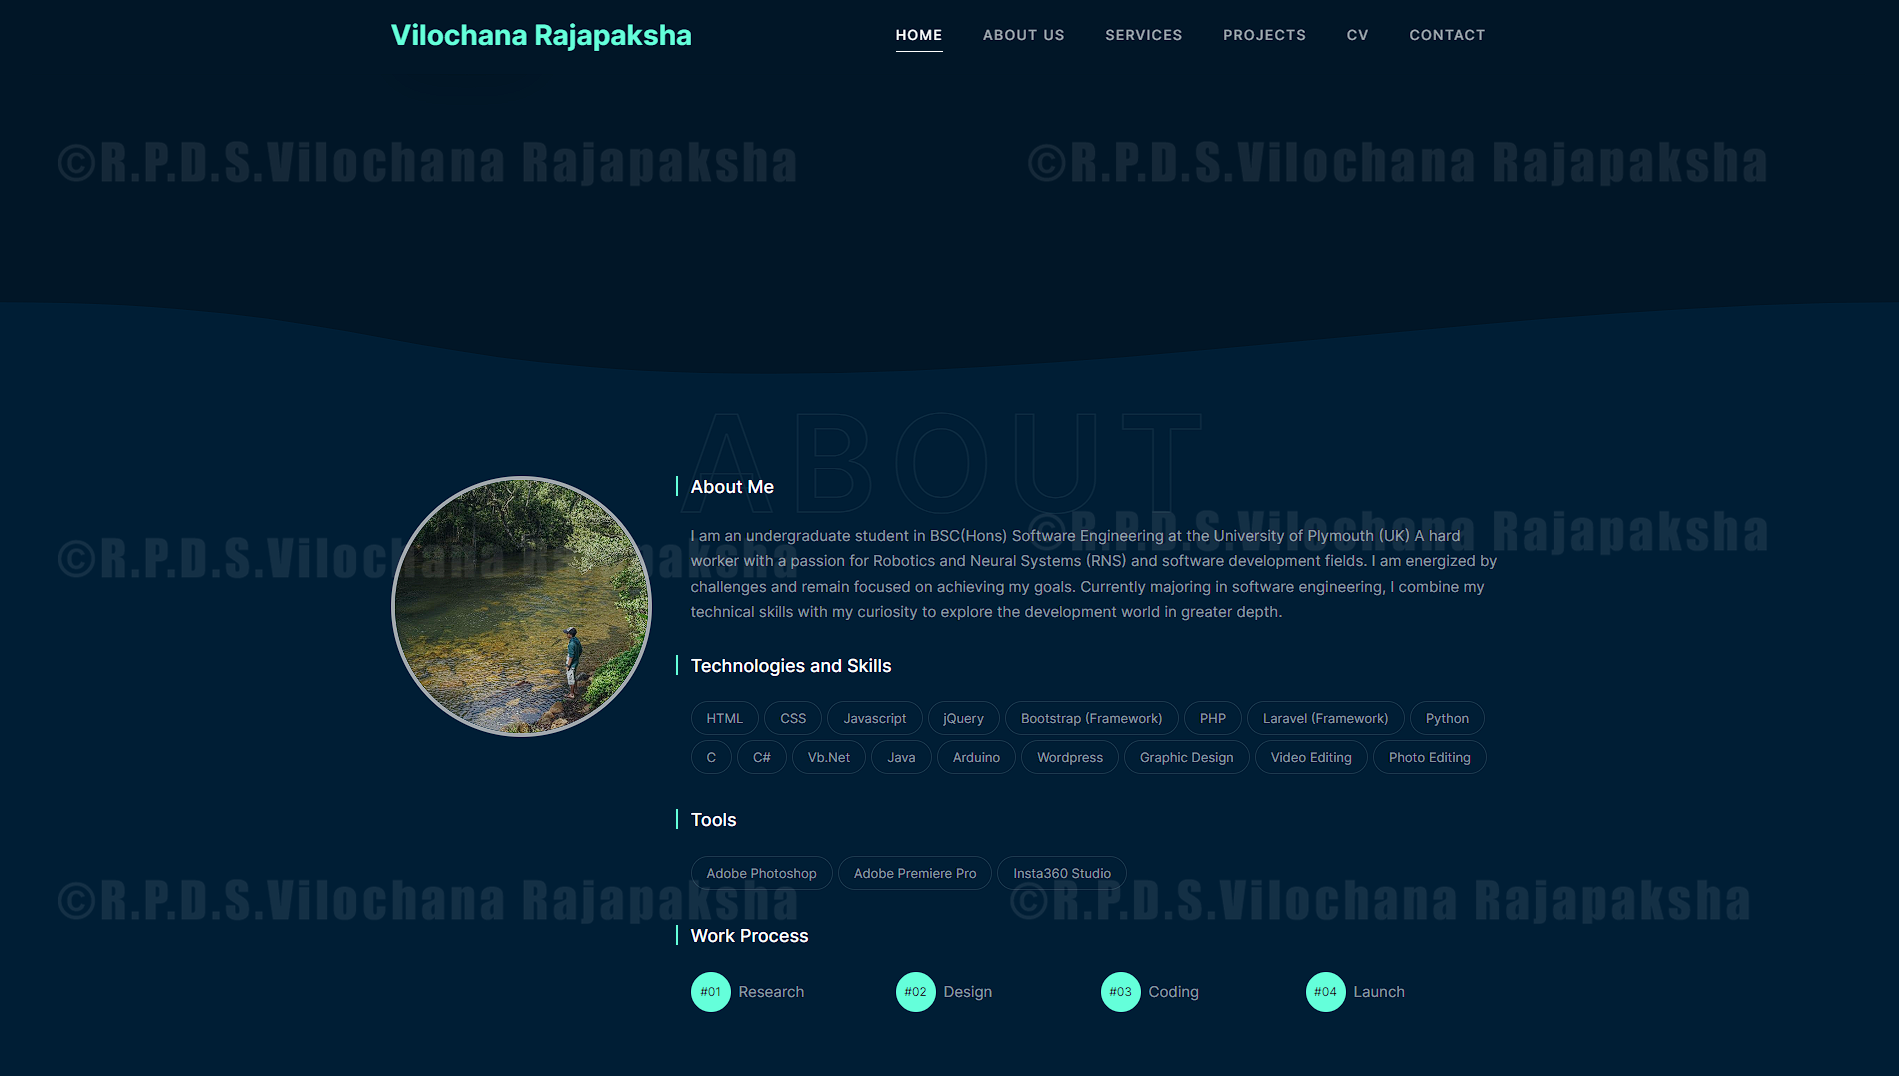 Vilochana Rajapaksha
HOME ABOUT US SERVICES PROJECTS CV CONTACT
©R.P.D.S.Vilochana Rajapaksha ©R.P.D.S.Vilochana Rajapaksha
ABOUT
About Me
I am an undergraduate student in BSC(Hons) Software Engineering at the University of Plymouth (UK) A hard
worker with a passion for Robotics and Neural Systems (RNS) and software development fields. I am energized by
challenges and remain focused on achieving my goals. Currently majoring in software engineering, I combine my
technical skills with my curiosity to explore the development world in greater depth.
©R.P.D.S.Vilochana Rajapaksha ©R.P.D.S.Vilochana Rajapaksha
Technologies and Skills
HTML CSS Javascript jQuery Bootstrap (Framework) PHP Laravel (Framework) Python
C C# Vb.Net Java Arduino Wordpress Graphic Design Video Editing Photo Editing
Tools
Adobe Photoshop Adobe Premiere Pro Insta360 Studio
©R.P.D.S.Vilochana Rajapaksha ©R.P.D.S.Vilochana Rajapaksha
Work Process
#01 Research #02 Design #03 Coding #04 Launch